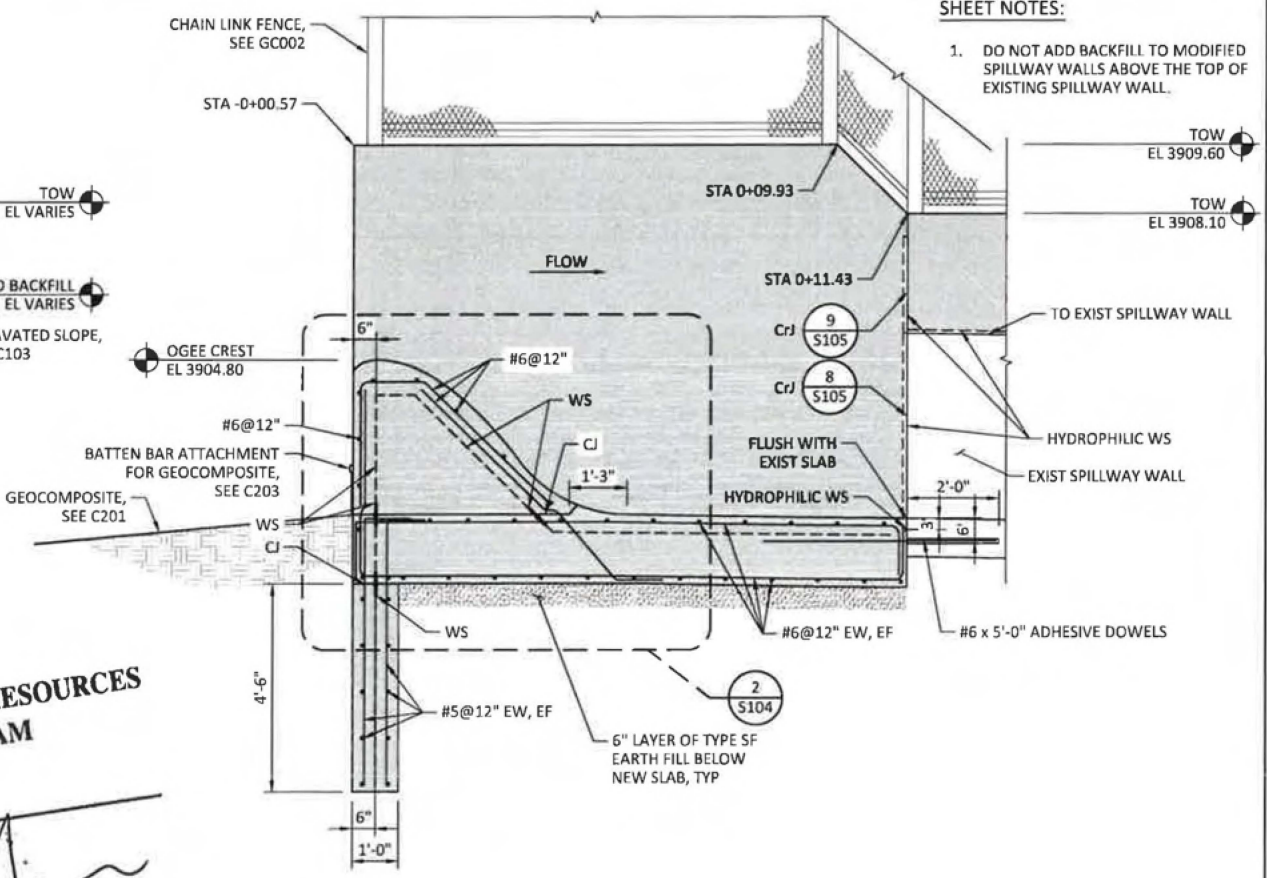 SHEET NOTES:
1. DO NOT ADD BACKFILL TO MODIFIED
SPILLWAY WALLS ABOVE THE TOP OF
EXISTING SPILLWAY WALL.
CHAIN LINK FENCE,
SEE GC002
STA -0+00.57
TOW
EL 3909.60
STA 0+09.93
TOW
EL VARIES
TOW
EL 3908.10
FLOW
BACKFILL
EL VARIES
STA 0+11.43
SLOPE,
C103
6"
CrJ
9
S105
TO EXIST SPILLWAY WALL
OGEE CREST
EL 3904.80
#6@12"
CrJ
8
S105
WS
#6@12"
CJ
HYDROPHILIC WS
BATTEN BAR ATTACHMENT
FOR GEOCOMPOSITE,
SEE C203
FLUSH WITH
EXIST SLAB
EXIST SPILLWAY WALL
1'-3"
2'-0"
GEOCOMPOSITE,
SEE C201
HYDROPHILIC WS
WS
3"
6"
CJ
WS
#6@12" EW, EF
#6 x 5'-0" ADHESIVE DOWELS
4'-6"
2
S104
#5@12" EW, EF
6" LAYER OF TYPE SF
EARTH FILL BELOW
NEW SLAB, TYP
6"
1'-0"